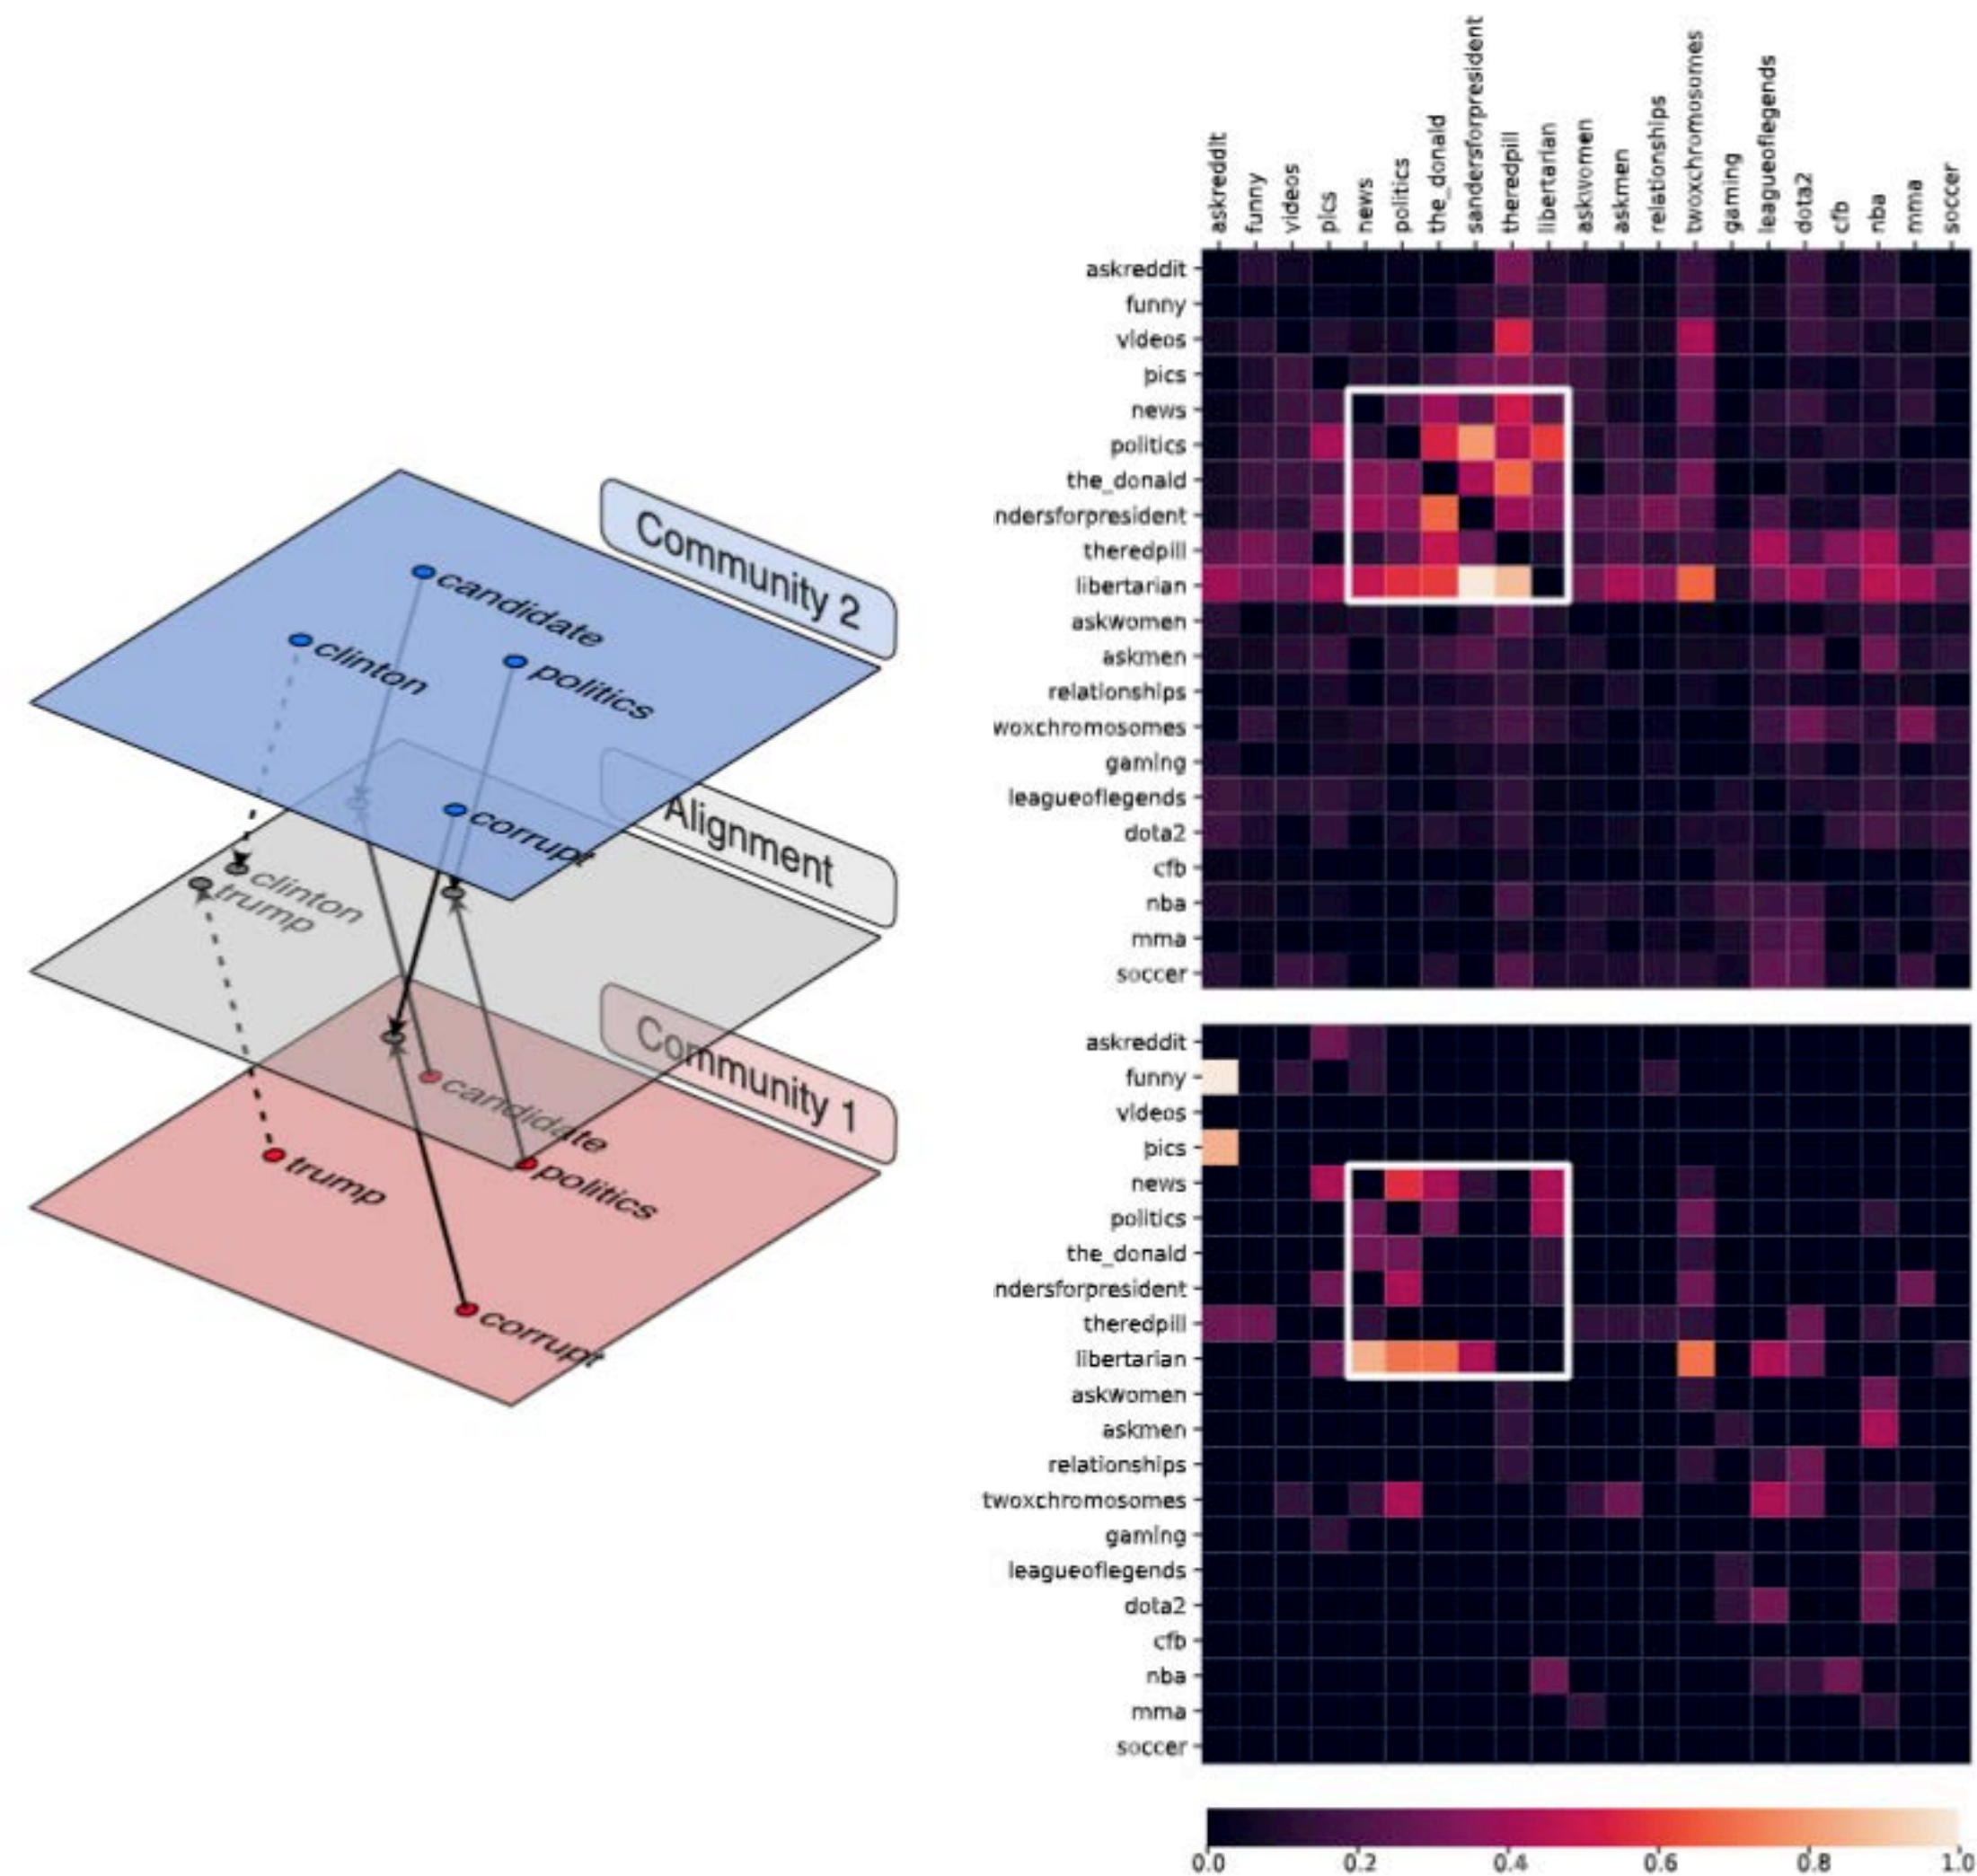 Community 2
candidate
clinton
politics
corrupt
Alignment
clinton
trump
Community 1
candidate
politics
trump
corrupt
askreddit
funny
videos
pics
news
politics
the_donald
sandersforpresident
theredpill
libertarian
askwomen
askmen
relationships
twoxchromosomes
gaming
leagueoflegends
dota2
cfb
nba
mma
soccer
askreddit
funny
videos
pics
news
politics
the_donald
ndersforpresident
theredpill
libertarian
askwomen
askmen
relationships
woxchromosomes
gaming
leagueoflegends
dota2
cfb
nba
mma
soccer
askreddit
funny
videos
pics
news
politics
the_donald
ndersforpresident
theredpill
libertarian
askwomen
askmen
relationships
twoxchromosomes
gaming
leagueoflegends
dota2
cfb
nba
mma
soccer
0.0 0.2 0.4 0.6 0.8 1.0